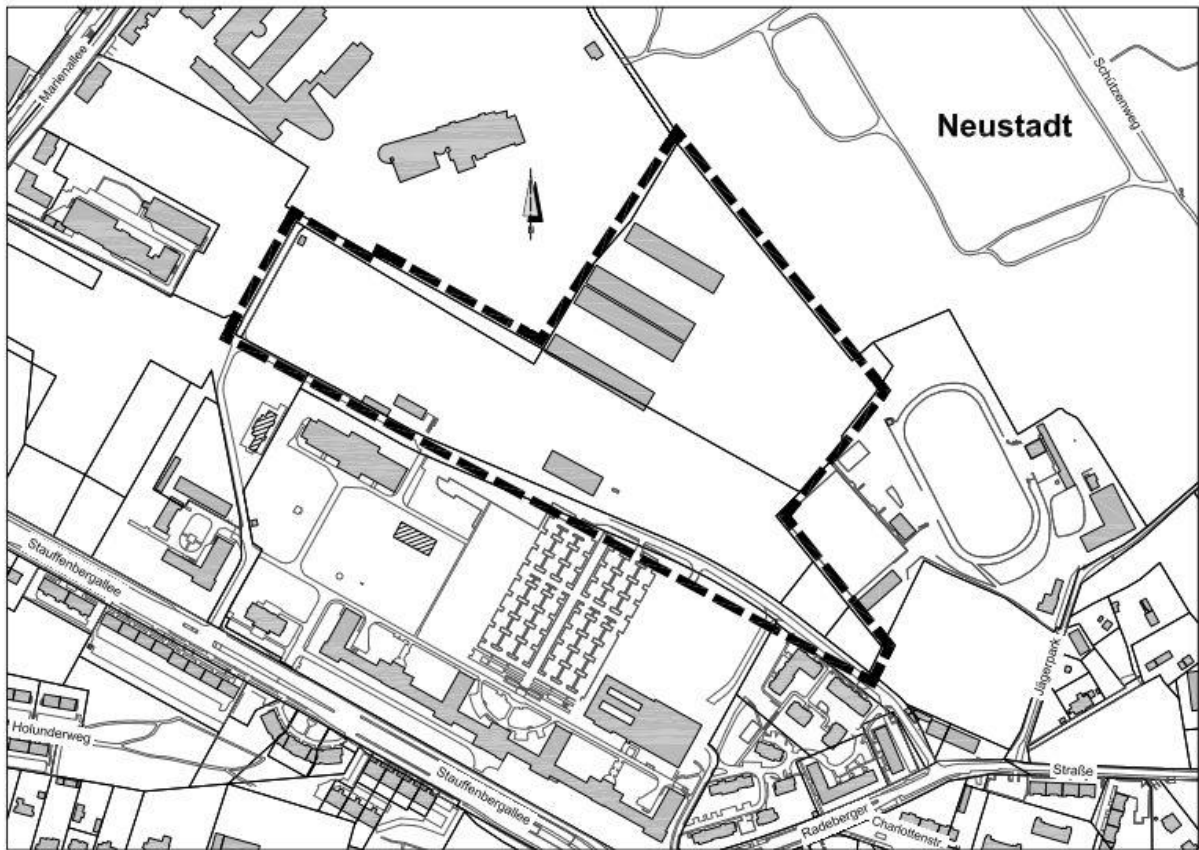 Marienallee
Schützenweg
Neustadt
Stauffenbergallee
Jägerpark
Holunderweg
Stauffenbergallee
Straße
Radeberger
Charlottenstr.